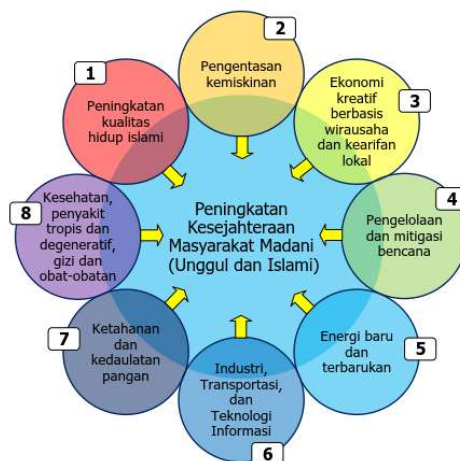 1
Peningkatan
kualitas
hidup islami
2
Pengentasan
kemiskinan
3
Ekonomi
kreatif
berbasis
wirausaha
dan kearifan
lokal
4
Pengelolaan
dan mitigasi
bencana
5
Energi baru
dan
terbarukan
6
Industri,
Transportasi,
dan
Teknologi
Informasi
7
Ketahanan
dan
kedaulatan
pangan
8
Kesehatan,
penyakit
tropis dan
degeneratif,
gizi dan
obat-obatan
Peningkatan
Kesejahteraan
Masyarakat Madani
(Unggul dan Islami)